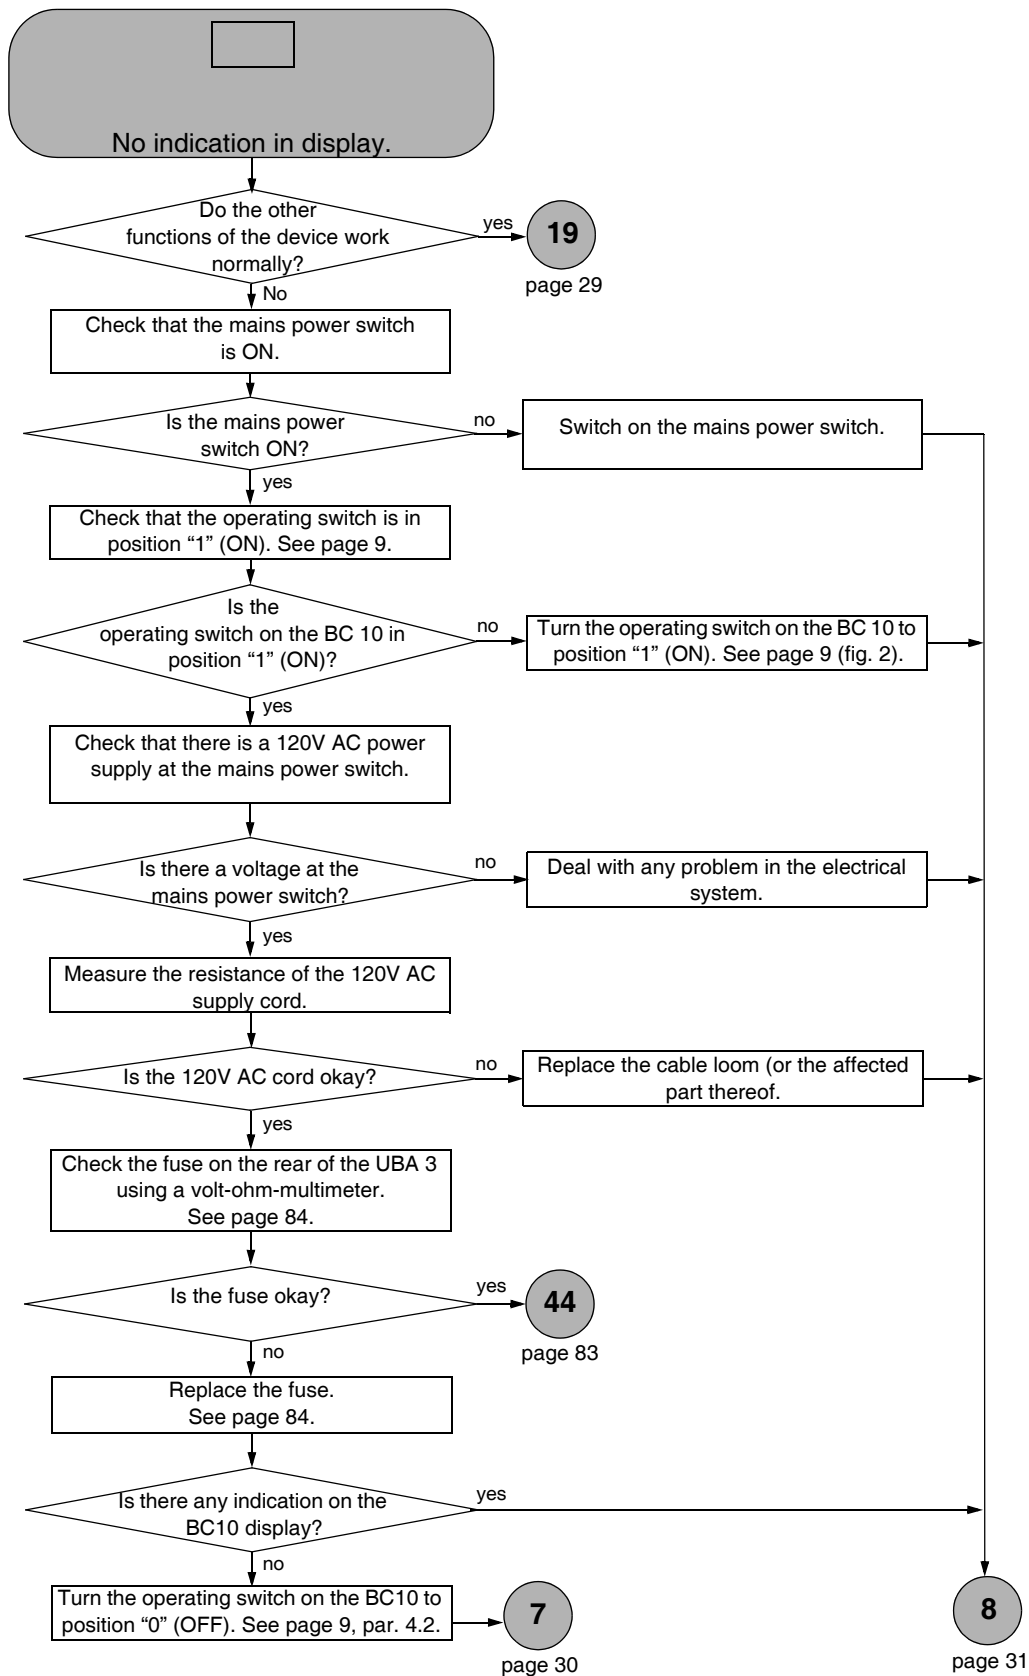 No indication in display.
Do the other
functions of the device work
normally?
yes
19
page 29
No
Check that the mains power switch
is ON.
Is the mains power
switch ON?
no
Switch on the mains power switch.
yes
Check that the operating switch is in
position “1” (ON). See page 9.
Is the
operating switch on the BC 10 in
position “1” (ON)?
no
Turn the operating switch on the BC 10 to
position “1” (ON). See page 9 (fig. 2).
yes
Check that there is a 120V AC power
supply at the mains power switch.
Is there a voltage at the
mains power switch?
no
Deal with any problem in the electrical
system.
yes
Measure the resistance of the 120V AC
supply cord.
Is the 120V AC cord okay?
no
Replace the cable loom (or the affected
part thereof.
yes
Check the fuse on the rear of the UBA 3
using a volt-ohm-multimeter.
See page 84.
Is the fuse okay?
yes
44
page 83
no
Replace the fuse.
See page 84.
Is there any indication on the
BC10 display?
yes
no
Turn the operating switch on the BC10 to
position “0” (OFF). See page 9, par. 4.2.
7
page 30
8
page 31